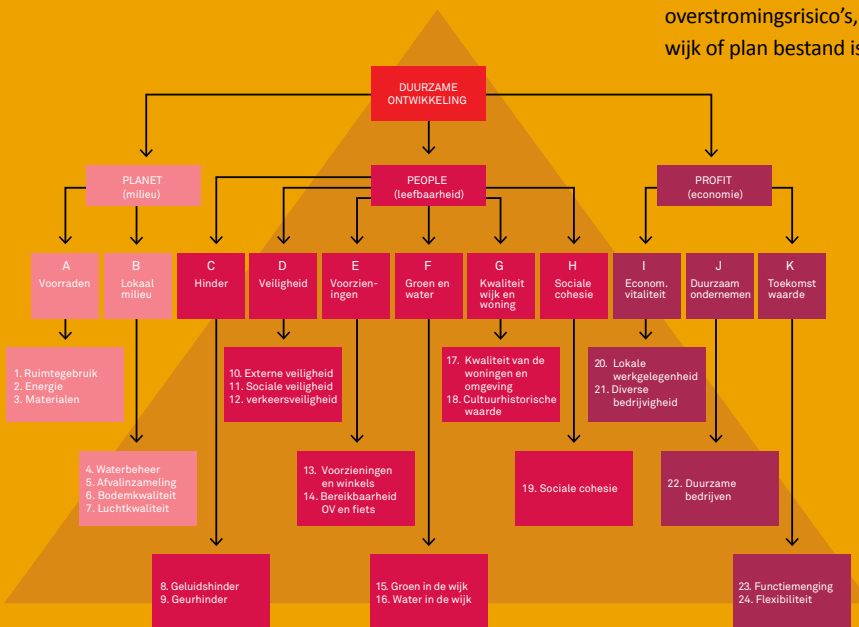 overstromingsrisico's,
wijk of plan bestand is
DUURZAME
ONTWIKKELING
PLANET
(milieu)
PEOPLE
(leefbaarheid)
PROFIT
(economie)
A
Voorraden
B
Lokaal
milieu
C
Hinder
D
Veiligheid
E
Voorzien-
ingen
F
Groen en
water
G
Kwaliteit
wijk en
woning
H
Sociale
cohesie
I
Econom.
vitaliteit
J
Duurzaam
ondernemen
K
Toekomst
waarde
1. Ruimtegebruik
2. Energie
3. Materialen
10. Externe veiligheid
11. Sociale veiligheid
12. verkeersveiligheid
17. Kwaliteit van de
woningen en
omgeving
18. Cultuurhistorische
waarde
20. Lokale
werkgelegenheid
21. Diverse
bedrijvigheid
4. Waterbeheer
5. Afvalinzameling
6. Bodemkwaliteit
7. Luchtkwaliteit
13. Voorzieningen
en winkels
14. Bereikbaarheid
OV en fiets
19. Sociale cohesie
22. Duurzame
bedrijven
8. Geluidshinder
9. Geurhinder
15. Groen in de wijk
16. Water in de wijk
23. Functiemenging
24. Flexibiliteit